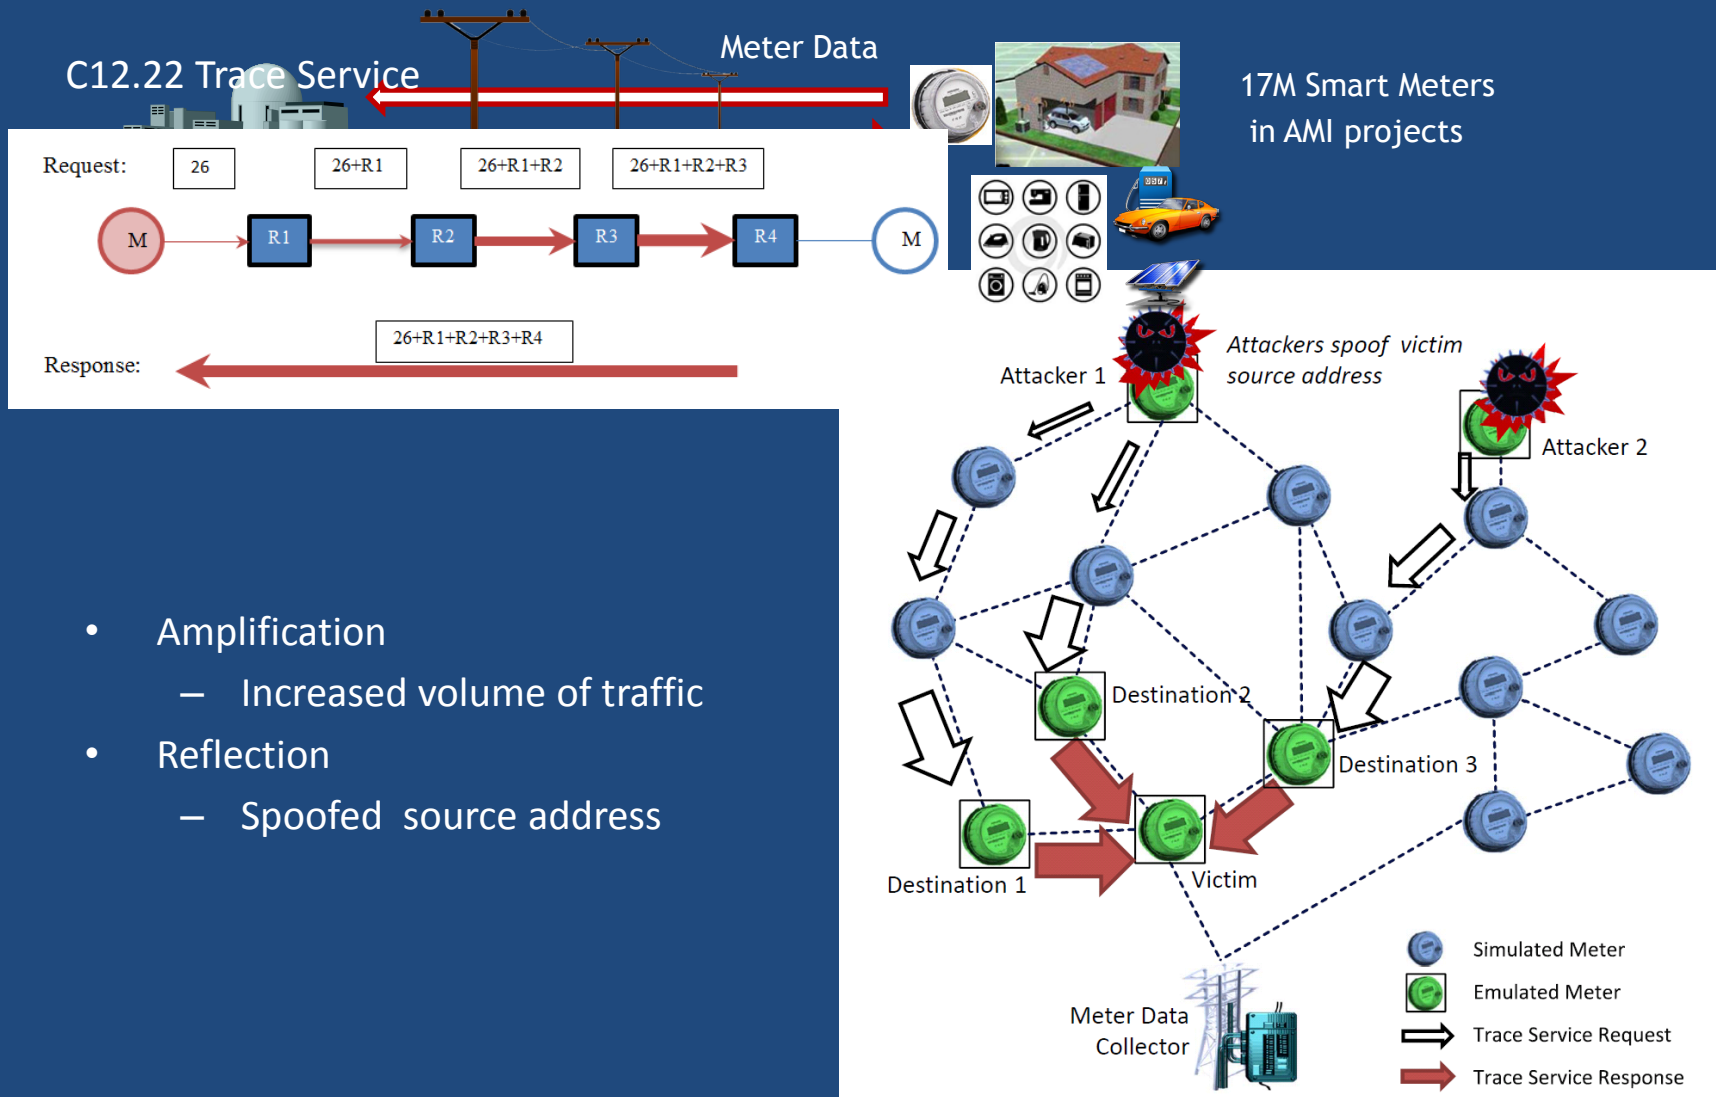 C12.22 Trace Service
Meter Data
17M Smart Meters
in AMI projects
Request:
26
26+R1
26+R1+R2
26+R1+R2+R3
M
R1
R2
R3
R4
M
26+R1+R2+R3+R4
Response:
Attackers spoof victim
source address
Attacker 1
Attacker 2
• Amplification
– Increased volume of traffic
• Reflection
– Spoofed source address
Destination 2
Destination 3
Destination 1
Victim
Meter Data
Collector
Simulated Meter
Emulated Meter
Trace Service Request
Trace Service Response